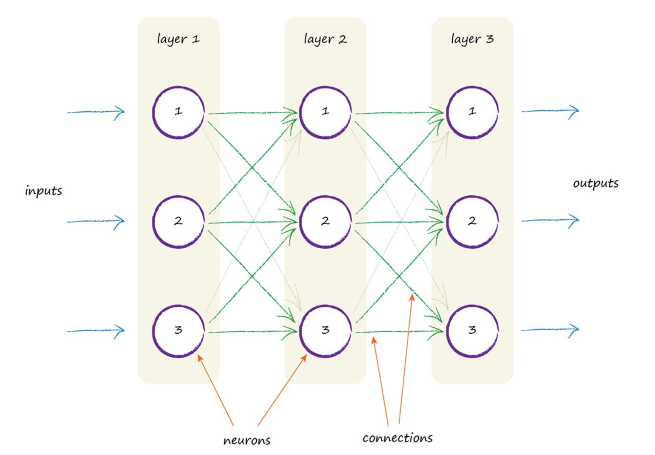 layer 1
layer 2
layer 3
1
1
1
inputs
outputs
2
2
2
3
3
3
neurons
connections